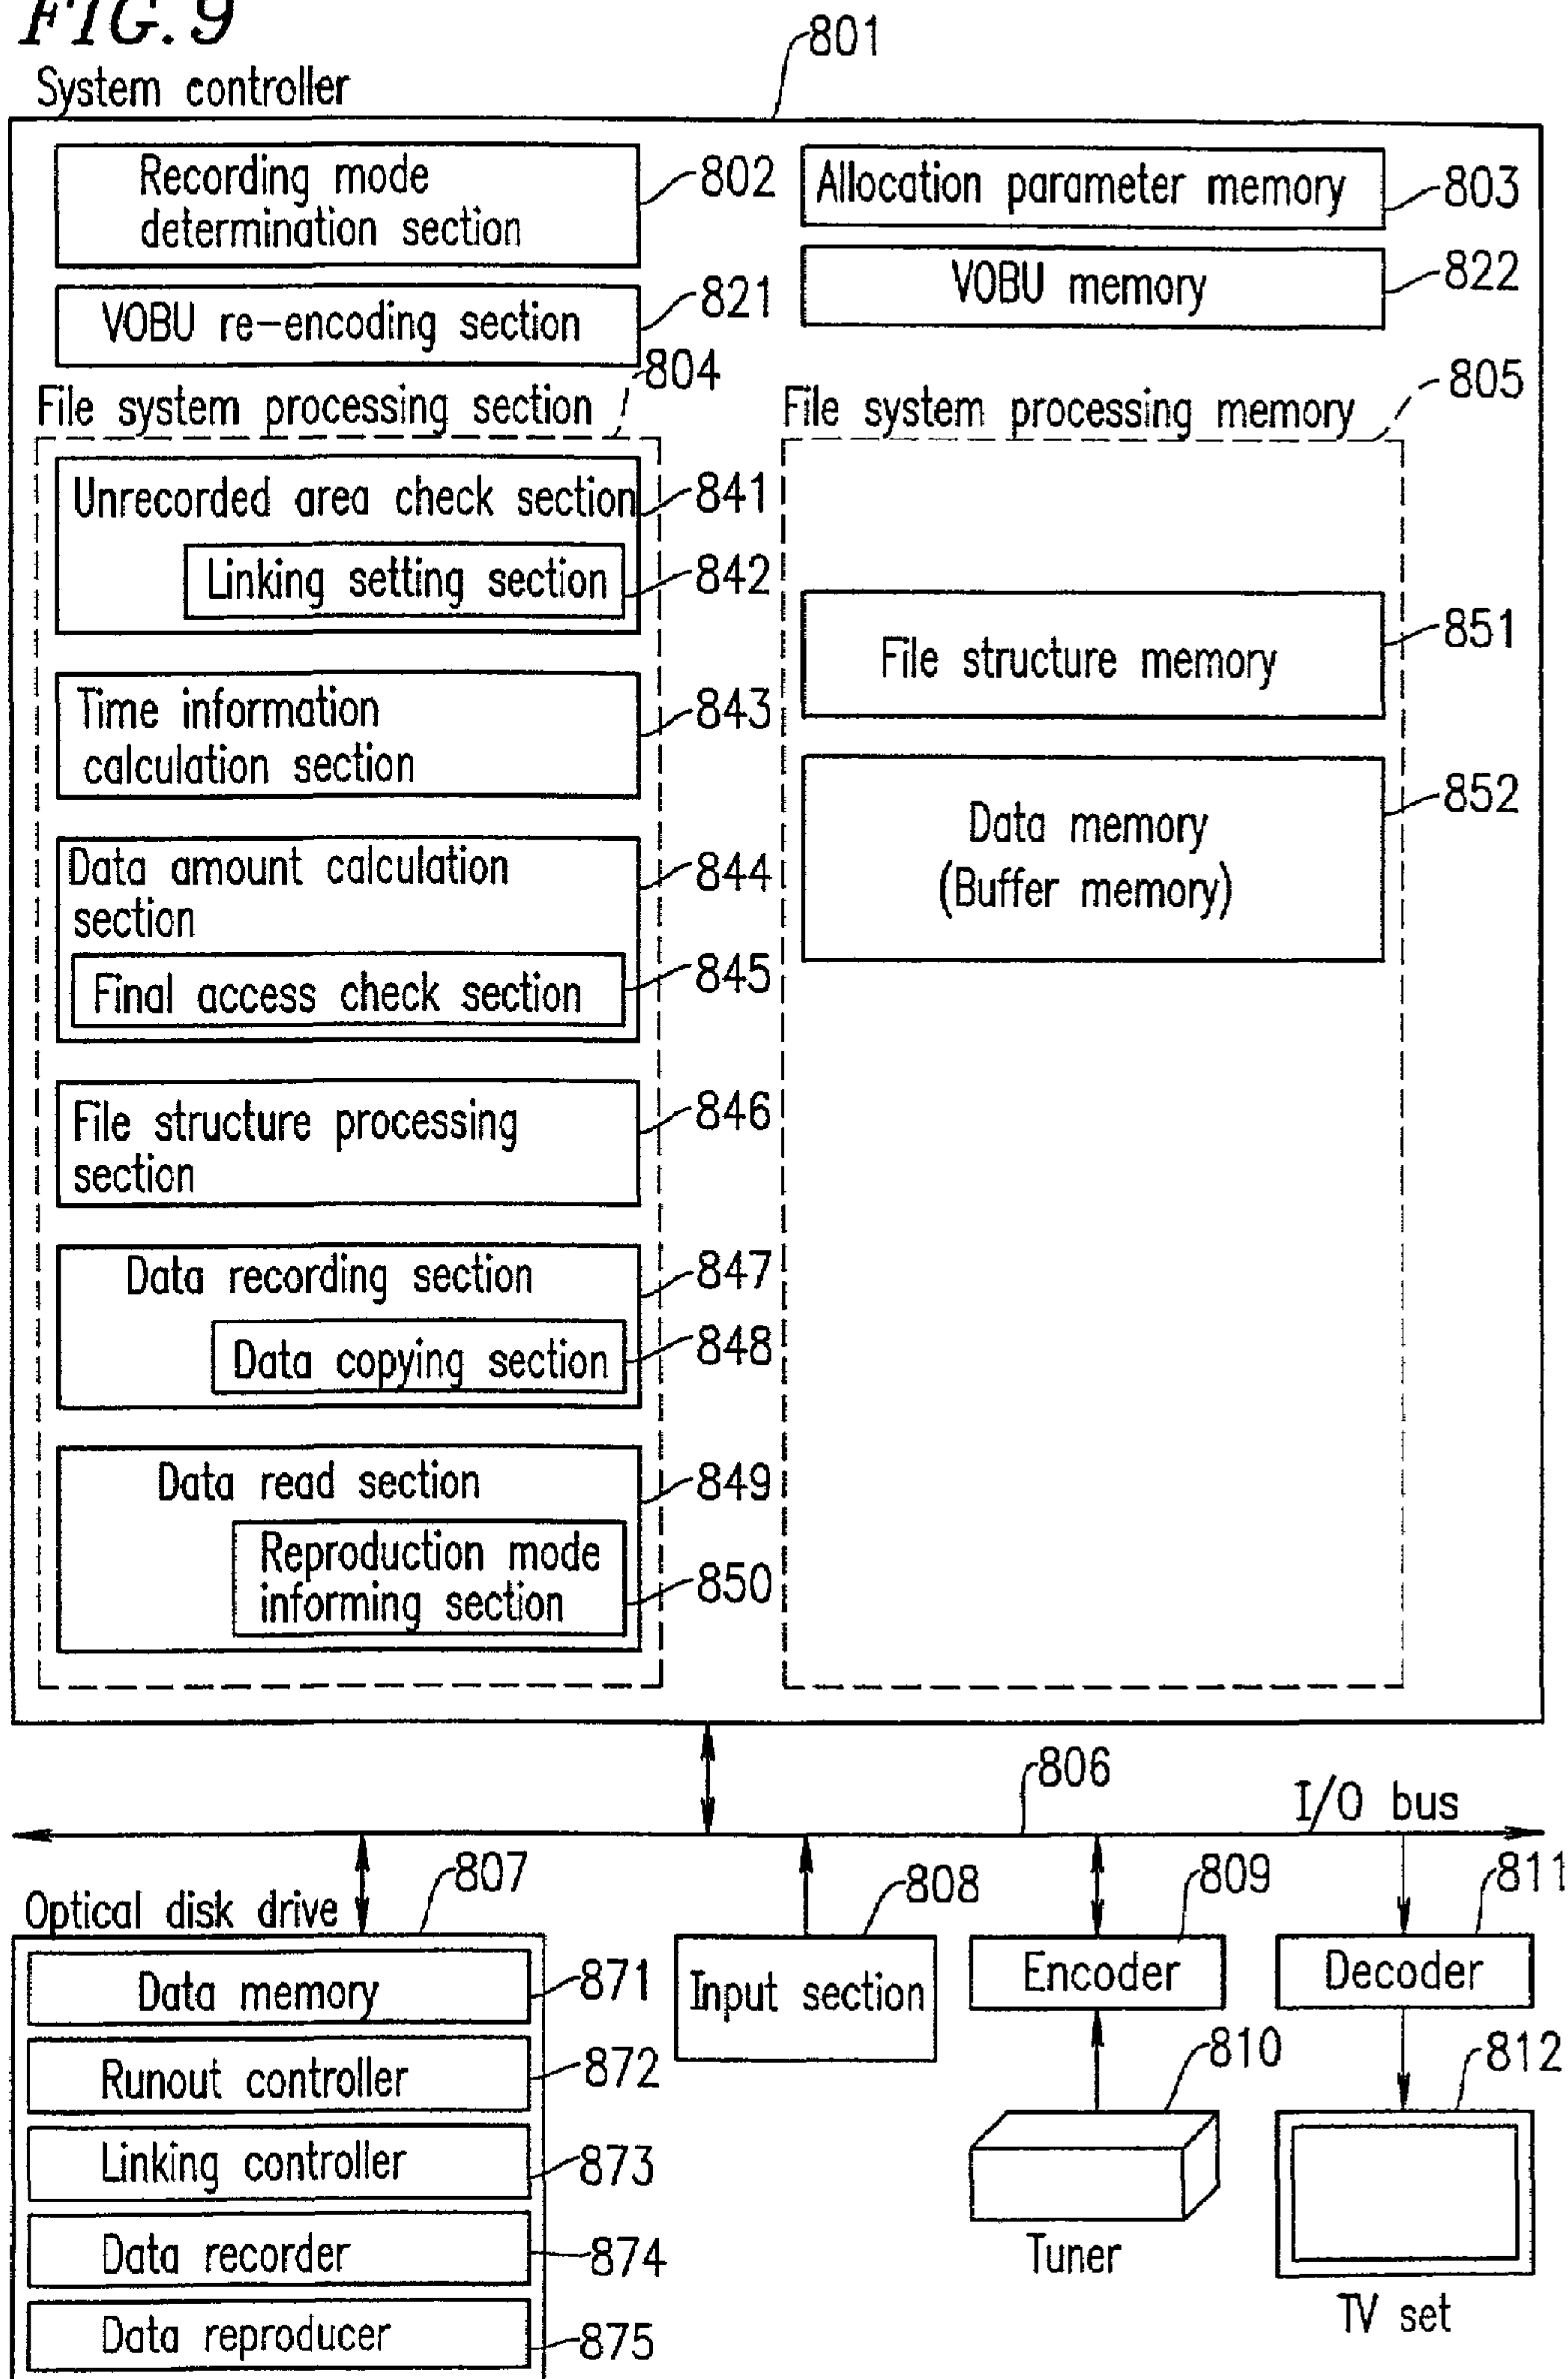 FIG. 9
801
System controller
Recording mode
determination section
802
Allocation parameter memory
803
VOBU re-encoding section
821
VOBU memory
822
File system processing section
804
File system processing memory
805
Unrecorded area check section
841
Linking setting section
842
File structure memory
851
Time information
calculation section
843
Data memory
(Buffer memory)
852
Data amount calculation
section
844
Final access check section
845
File structure processing
section
846
Data recording section
847
Data copying section
848
Data read section
849
Reproduction mode
informing section
850
806
I/O bus
Optical disk drive
807
808
809
811
Data memory
871
Input section
Encoder
Decoder
Runout controller
872
810
812
Linking controller
873
Data recorder
874
Tuner
TV set
Data reproducer
875